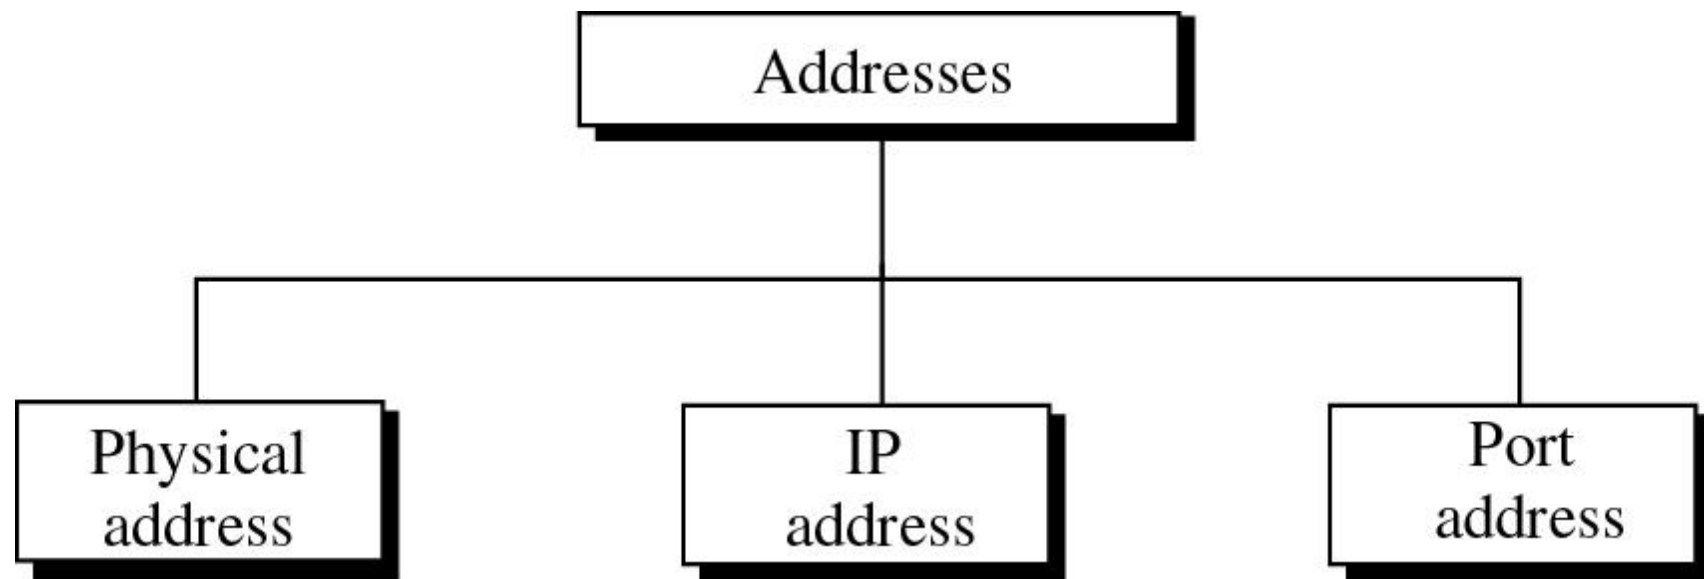 Addresses
Physical
address
IP
address
Port
address